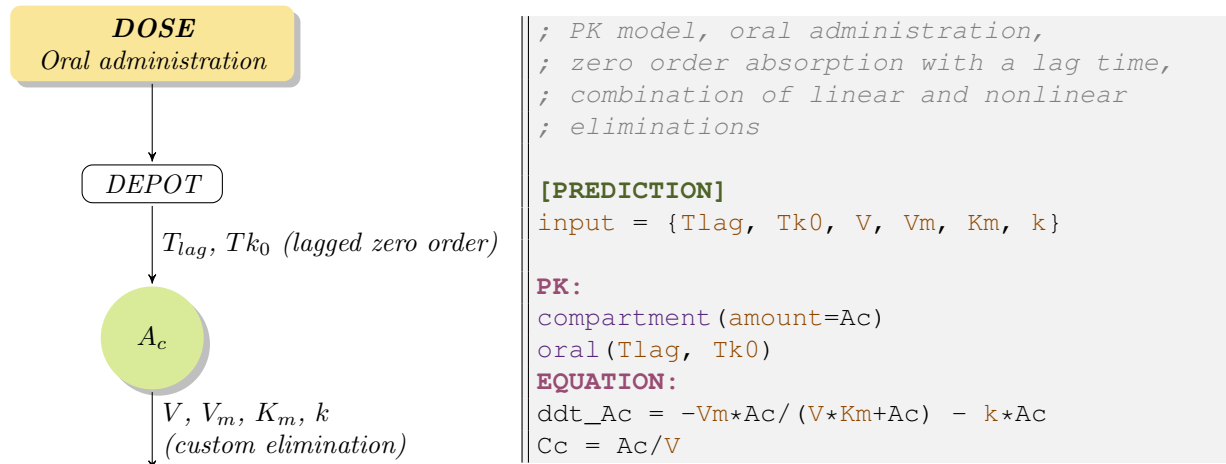 DOSE
Oral administration
DEPOT
T_lag, Tk_0 (lagged zero order)
A_c
V, V_m, K_m, k
(custom elimination)
; PK model, oral administration,
; zero order absorption with a lag time,
; combination of linear and nonlinear
; eliminations
[PREDICTION]
input = {Tlag, Tk0, V, Vm, Km, k}
PK:
compartment(amount=Ac)
oral(Tlag, Tk0)
EQUATION:
ddt_Ac = -Vm*Ac/(V*Km+Ac) - k*Ac
Cc = Ac/V